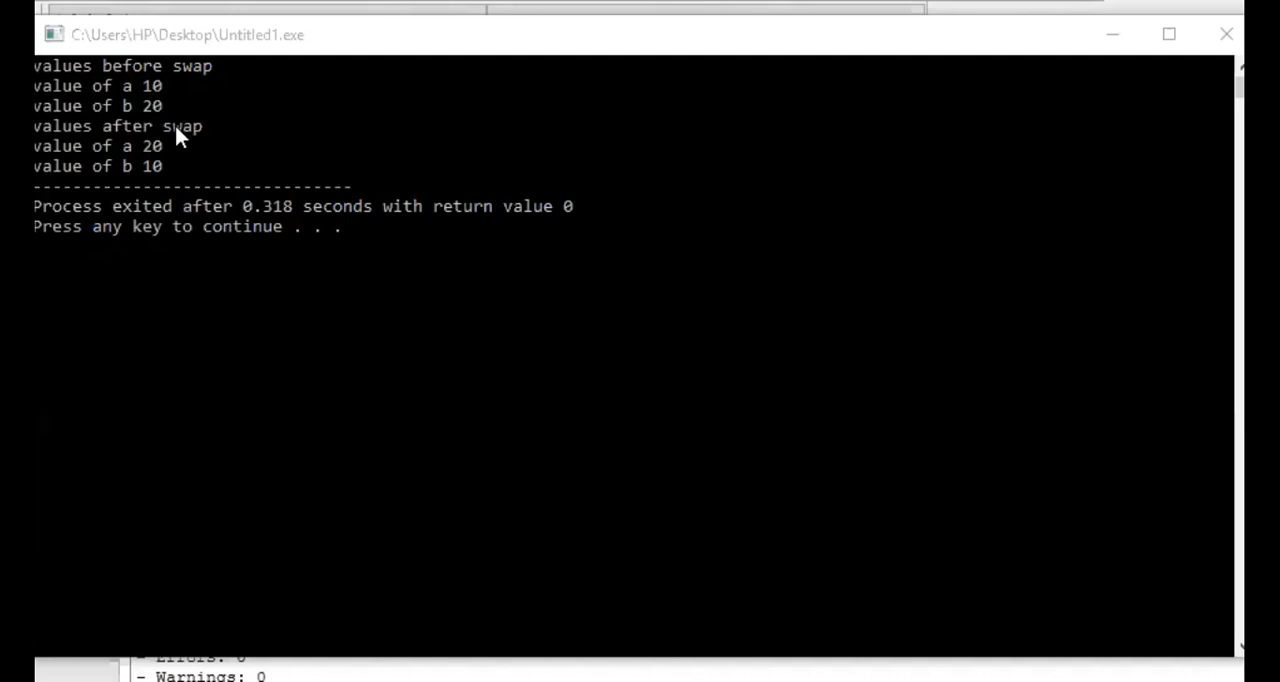 C:\Users\HP\Desktop\Untitled1.exe
values before swap
value of a 10
value of b 20
values after swap
value of a 20
value of b 10
--------------------------------
Process exited after 0.318 seconds with return value 0
Press any key to continue . . .
- Errors: 0
- Warnings: 0